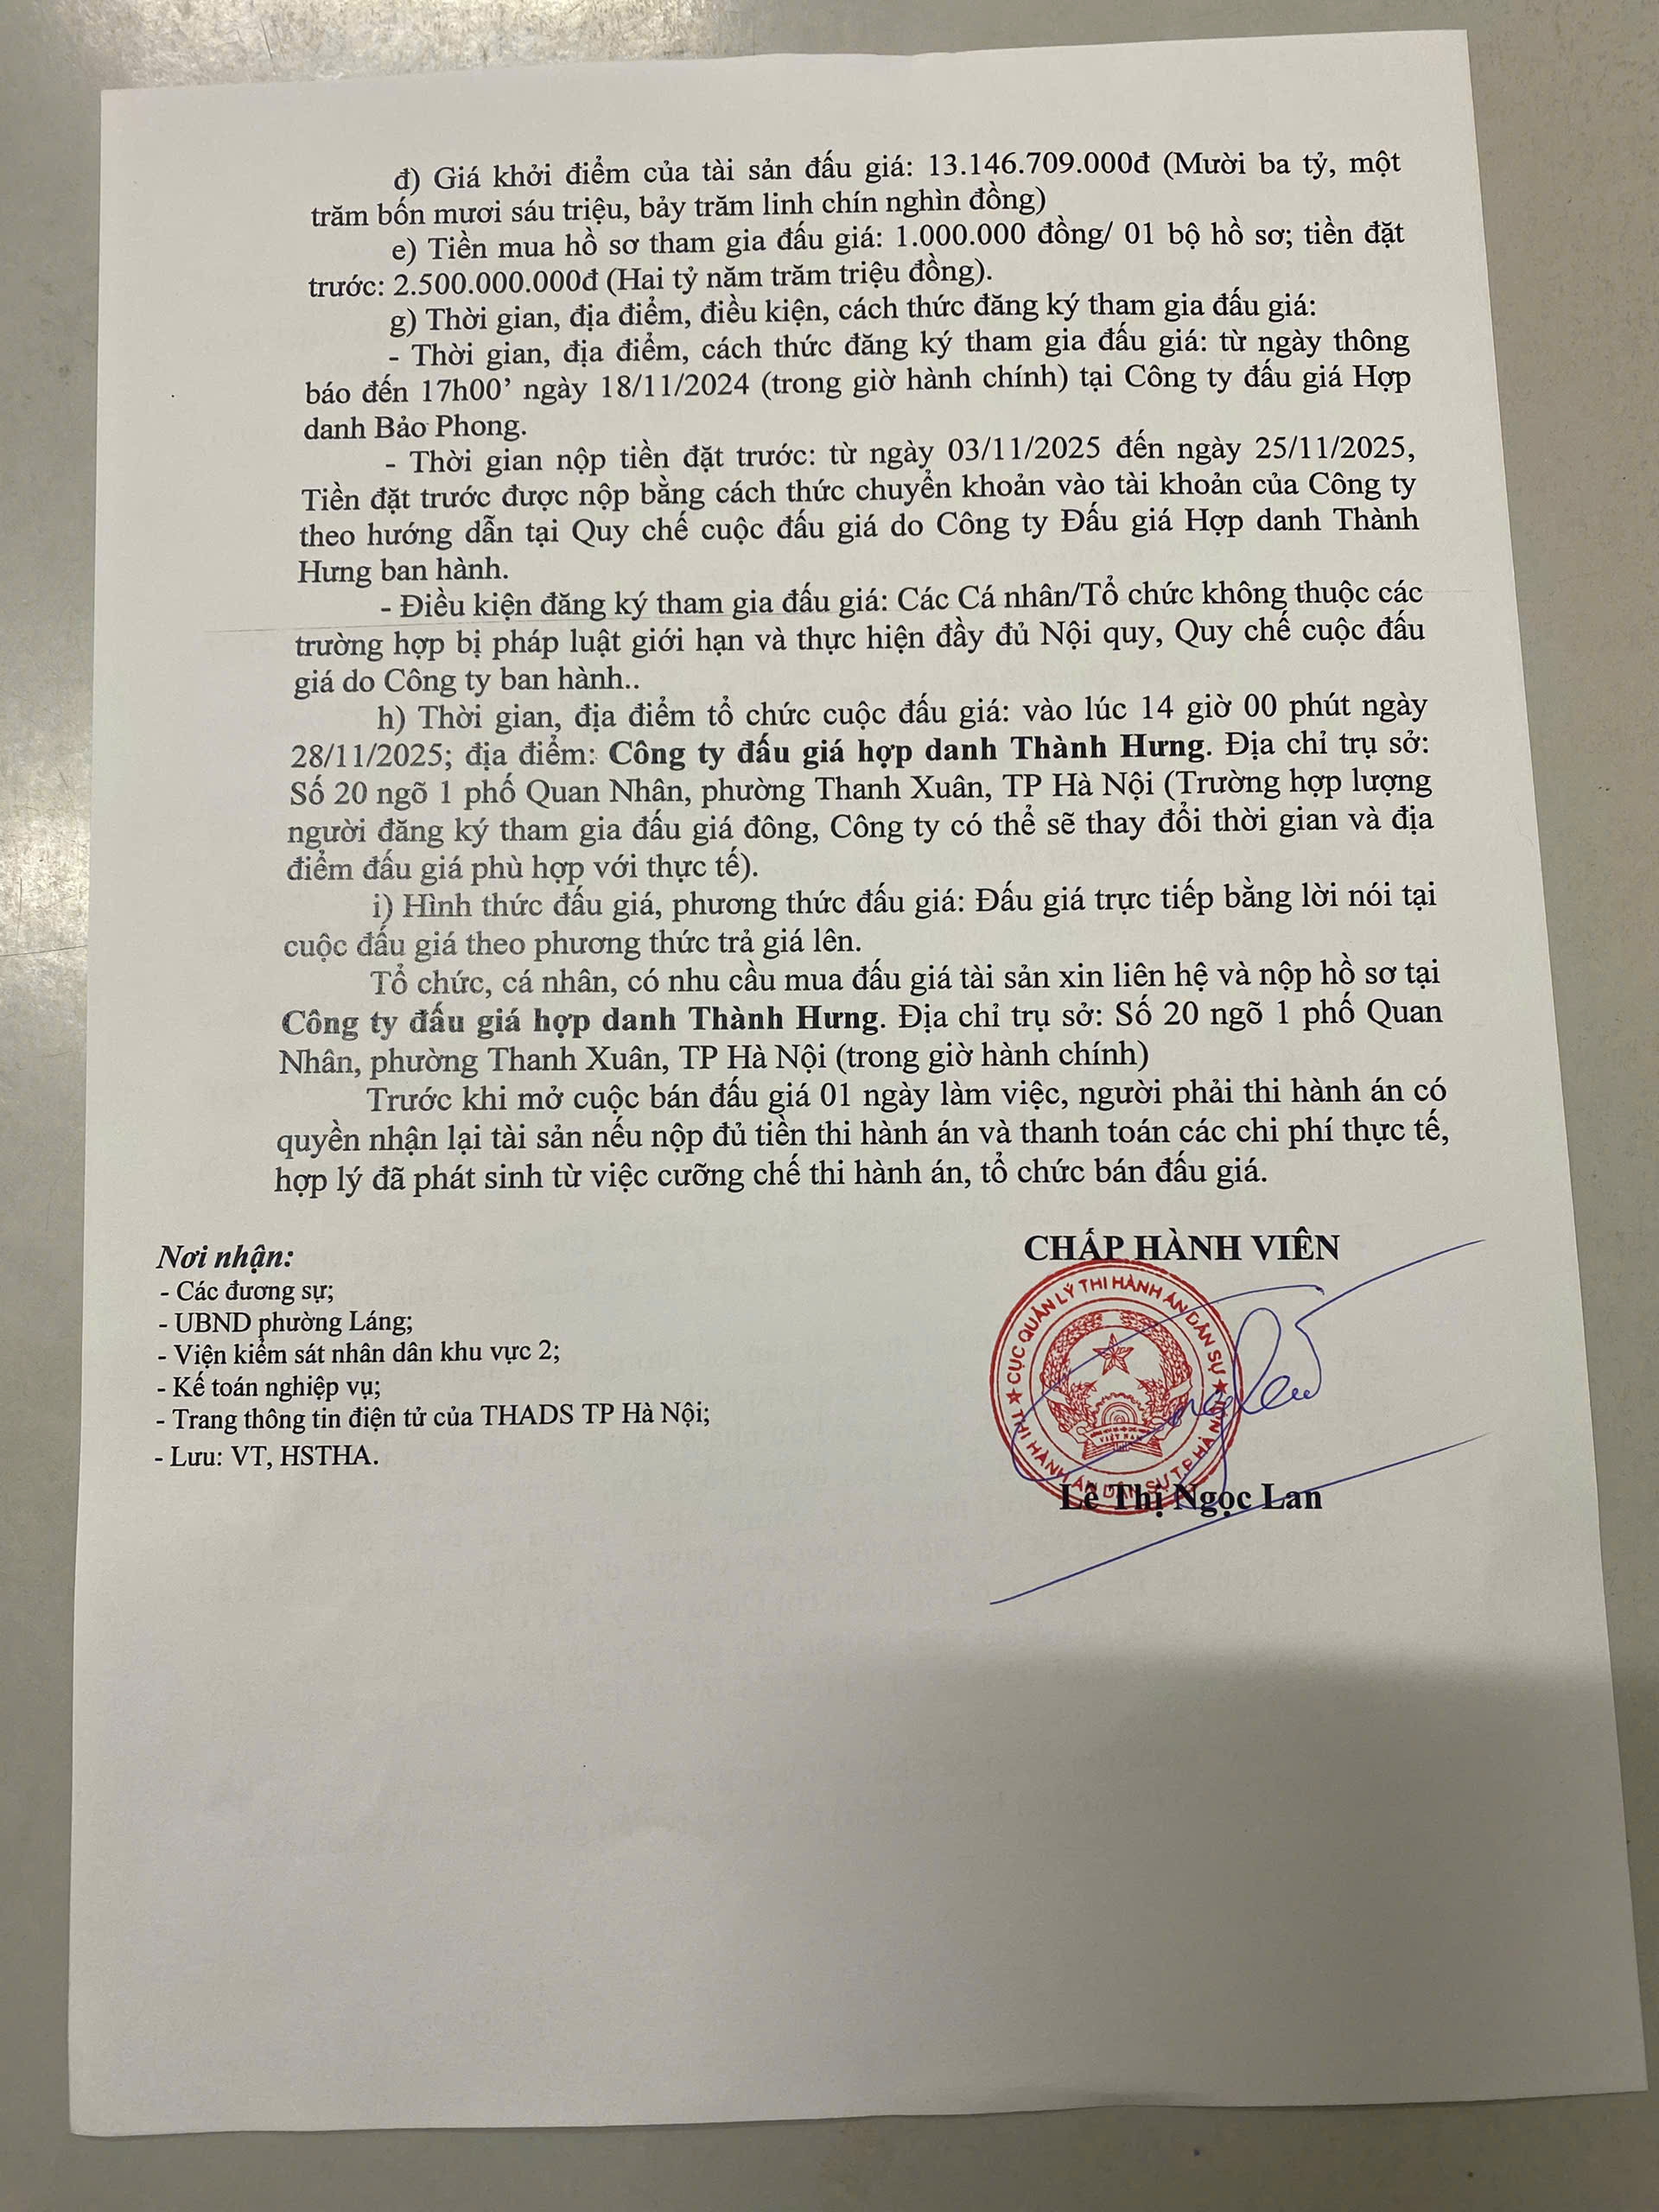 đ) Giá khởi điểm của tài sản đấu giá: 13.146.709.000đ (Mười ba tỷ, một
trăm bốn mươi sáu triệu, bảy trăm linh chín nghìn đồng)
e) Tiền mua hồ sơ tham gia đấu giá: 1.000.000 đồng/ 01 bộ hồ sơ; tiền đặt
trước: 2.500.000.000đ (Hai tỷ năm trăm triệu đồng).
g) Thời gian, địa điểm, điều kiện, cách thức đăng ký tham gia đấu giá:
- Thời gian, địa điểm, cách thức đăng ký tham gia đấu giá: từ ngày thông
báo đến 17h00’ ngày 18/11/2024 (trong giờ hành chính) tại Công ty đấu giá Hợp
danh Bảo Phong.
- Thời gian nộp tiền đặt trước: từ ngày 03/11/2025 đến ngày 25/11/2025,
Tiền đặt trước được nộp bằng cách thức chuyển khoản vào tài khoản của Công ty
theo hướng dẫn tại Quy chế cuộc đấu giá do Công ty Đấu giá Hợp danh Thành
Hưng ban hành.
- Điều kiện đăng ký tham gia đấu giá: Các Cá nhân/Tổ chức không thuộc các
trường hợp bị pháp luật giới hạn và thực hiện đầy đủ Nội quy, Quy chế cuộc đấu
giá do Công ty ban hành..
h) Thời gian, địa điểm tổ chức cuộc đấu giá: vào lúc 14 giờ 00 phút ngày
28/11/2025; địa điểm: Công ty đấu giá hợp danh Thành Hưng. Địa chỉ trụ sở:
Số 20 ngõ 1 phố Quan Nhân, phường Thanh Xuân, TP Hà Nội (Trường hợp lượng
người đăng ký tham gia đấu giá đông, Công ty có thể sẽ thay đổi thời gian và địa
điểm đấu giá phù hợp với thực tế).
i) Hình thức đấu giá, phương thức đấu giá: Đấu giá trực tiếp bằng lời nói tại
cuộc đấu giá theo phương thức trả giá lên.
Tổ chức, cá nhân, có nhu cầu mua đấu giá tài sản xin liên hệ và nộp hồ sơ tại
Công ty đấu giá hợp danh Thành Hưng. Địa chỉ trụ sở: Số 20 ngõ 1 phố Quan
Nhân, phường Thanh Xuân, TP Hà Nội (trong giờ hành chính)
Trước khi mở cuộc bán đấu giá 01 ngày làm việc, người phải thi hành án có
quyền nhận lại tài sản nếu nộp đủ tiền thi hành án và thanh toán các chi phí thực tế,
hợp lý đã phát sinh từ việc cưỡng chế thi hành án, tổ chức bán đấu giá.
Nơi nhận:
- Các đương sự;
- UBND phường Láng;
- Viện kiểm sát nhân dân khu vực 2;
- Kế toán nghiệp vụ;
- Trang thông tin điện tử của THADS TP Hà Nội;
- Lưu: VT, HSTHA.
CHẤP HÀNH VIÊN
CỤC QUẢN LÝ THI HÀNH ÁN DÂN SỰ
THI HÀNH ÁN DÂN SỰ T.P HÀ NỘI
VIỆT NAM
Lê Thị Ngọc Lan